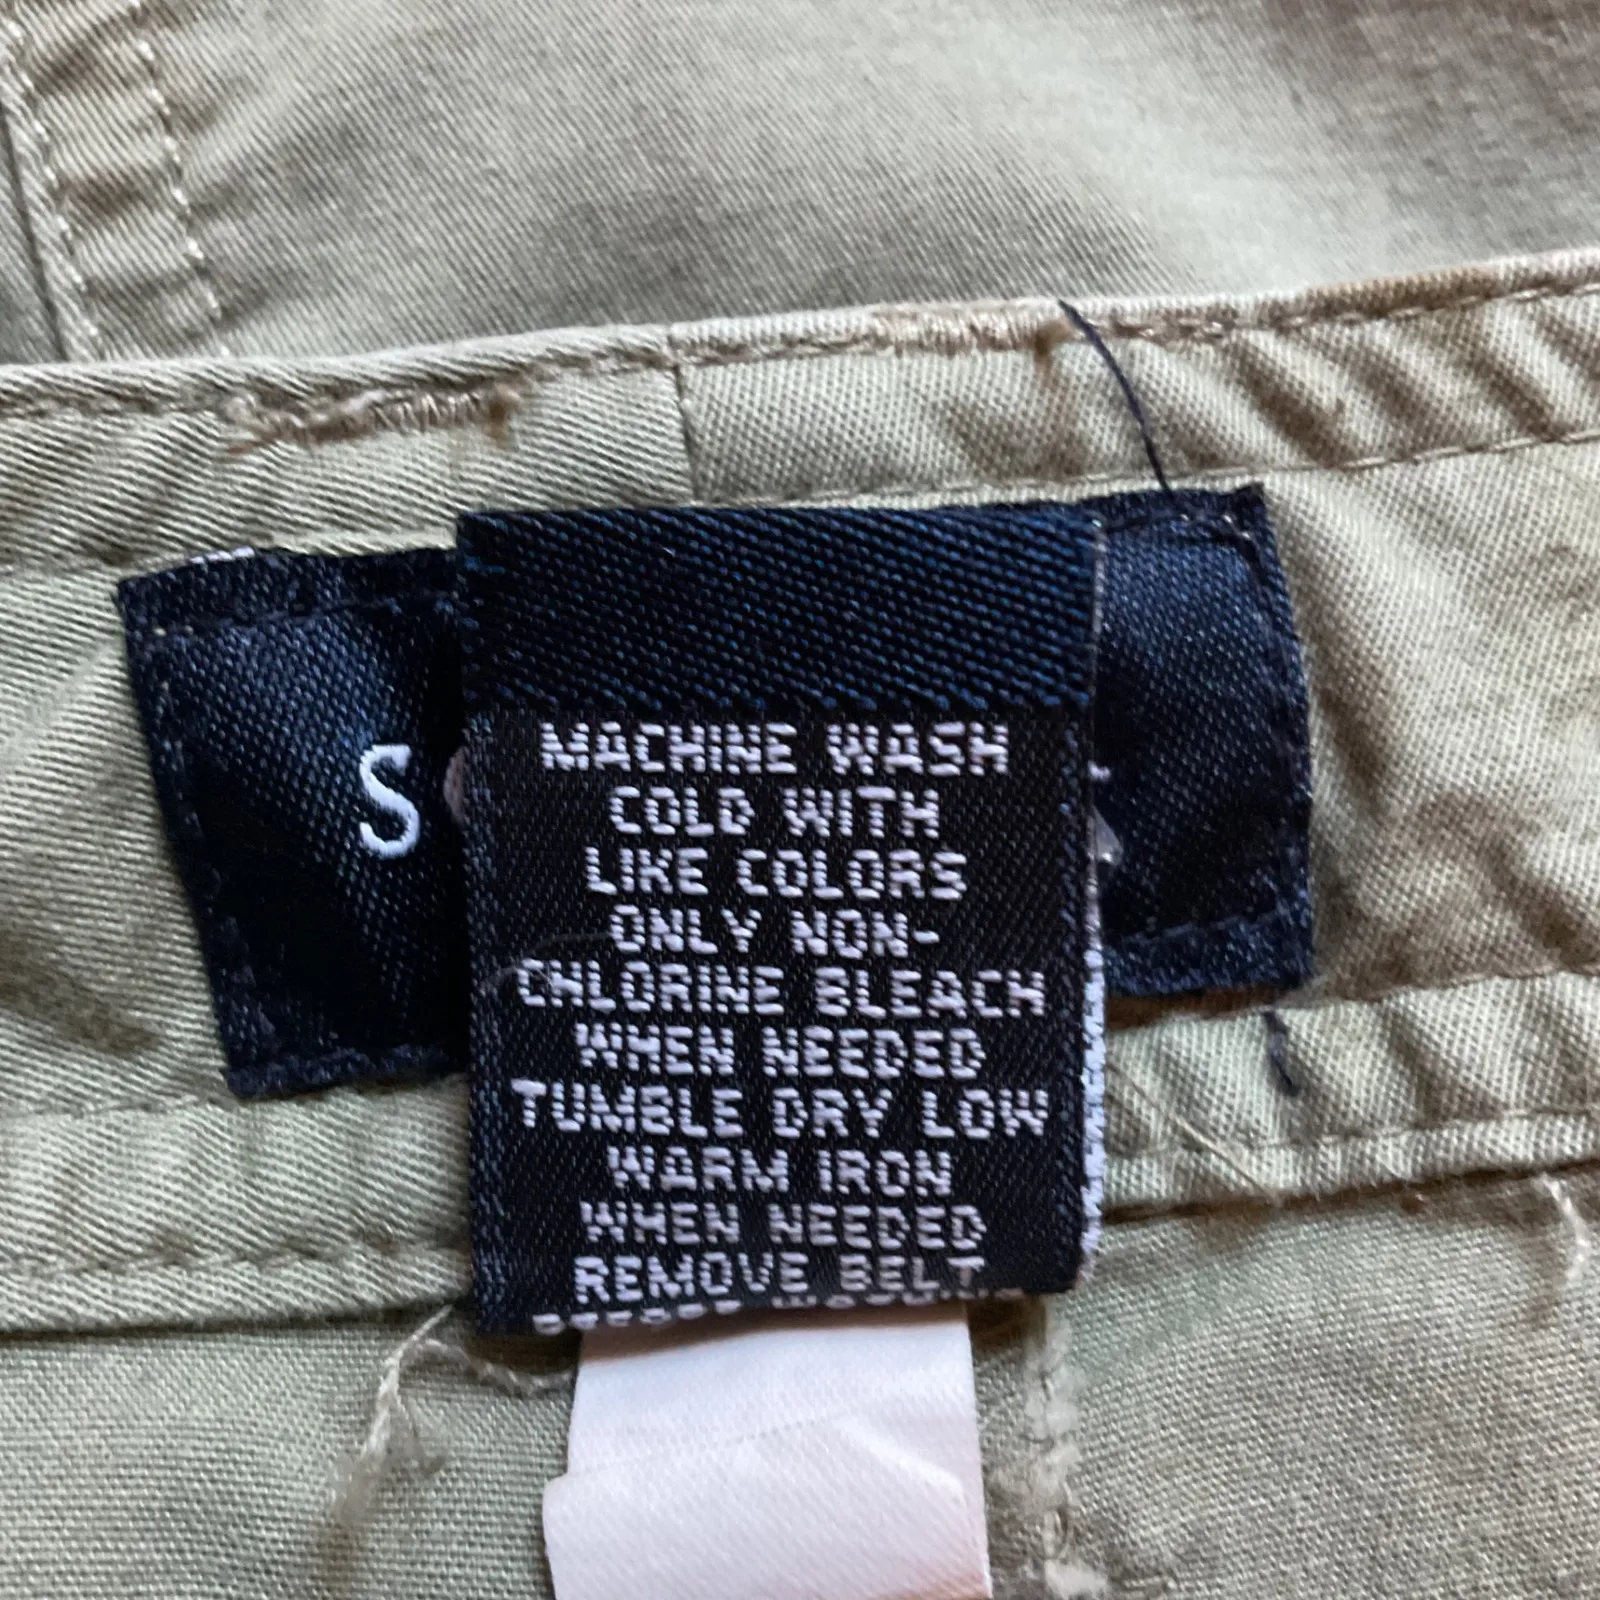 S
MACHINE WASH
COLD WITH
LIKE COLORS
ONLY NON-
CHLORINE BLEACH
WHEN NEEDED
TUMBLE DRY LOW
WARM IRON
WHEN NEEDED
REMOVE BELT